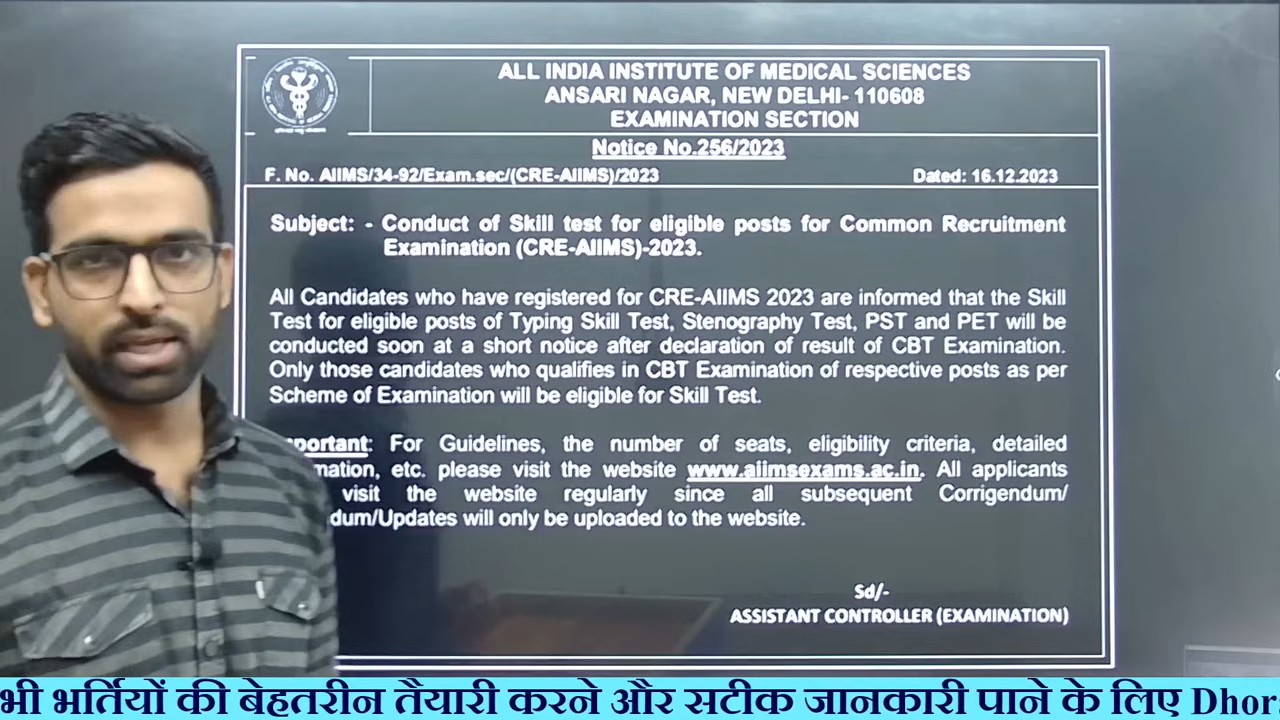 ALL INDIA INSTITUTE OF MEDICAL SCIENCES
ANSARI NAGAR, NEW DELHI- 110608
EXAMINATION SECTION
Notice No.256/2023
F. No. AIIMS/34-92/Exam.sec/(CRE-AIIMS)/2023 Dated: 16.12.2023
Subject: - Conduct of Skill test for eligible posts for Common Recruitment
Examination (CRE-AIIMS)-2023.
All Candidates who have registered for CRE-AIIMS 2023 are informed that the Skill
Test for eligible posts of Typing Skill Test, Stenography Test, PST and PET will be
conducted soon at a short notice after declaration of result of CBT Examination.
Only those candidates who qualifies in CBT Examination of respective posts as per
Scheme of Examination will be eligible for Skill Test.
portant: For Guidelines, the number of seats, eligibility criteria, detailed
mation, etc. please visit the website www.aiimsexams.ac.in. All applicants
visit the website regularly since all subsequent Corrigendum/
dum/Updates will only be uploaded to the website.
Sd/-
ASSISTANT CONTROLLER (EXAMINATION)
भी भर्तियों की बेहतरीन तैयारी करने और सटीक जानकारी पाने के लिए Dhor